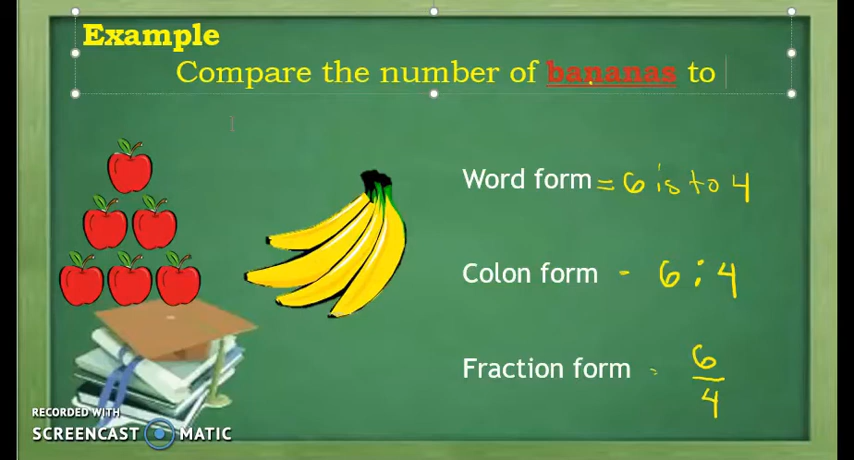 Example
Compare the number of bananas to
Word form = 6 is to 4
Colon form - 6 : 4
Fraction form - 6/4
RECORDED WITH
SCREENCAST MATIC